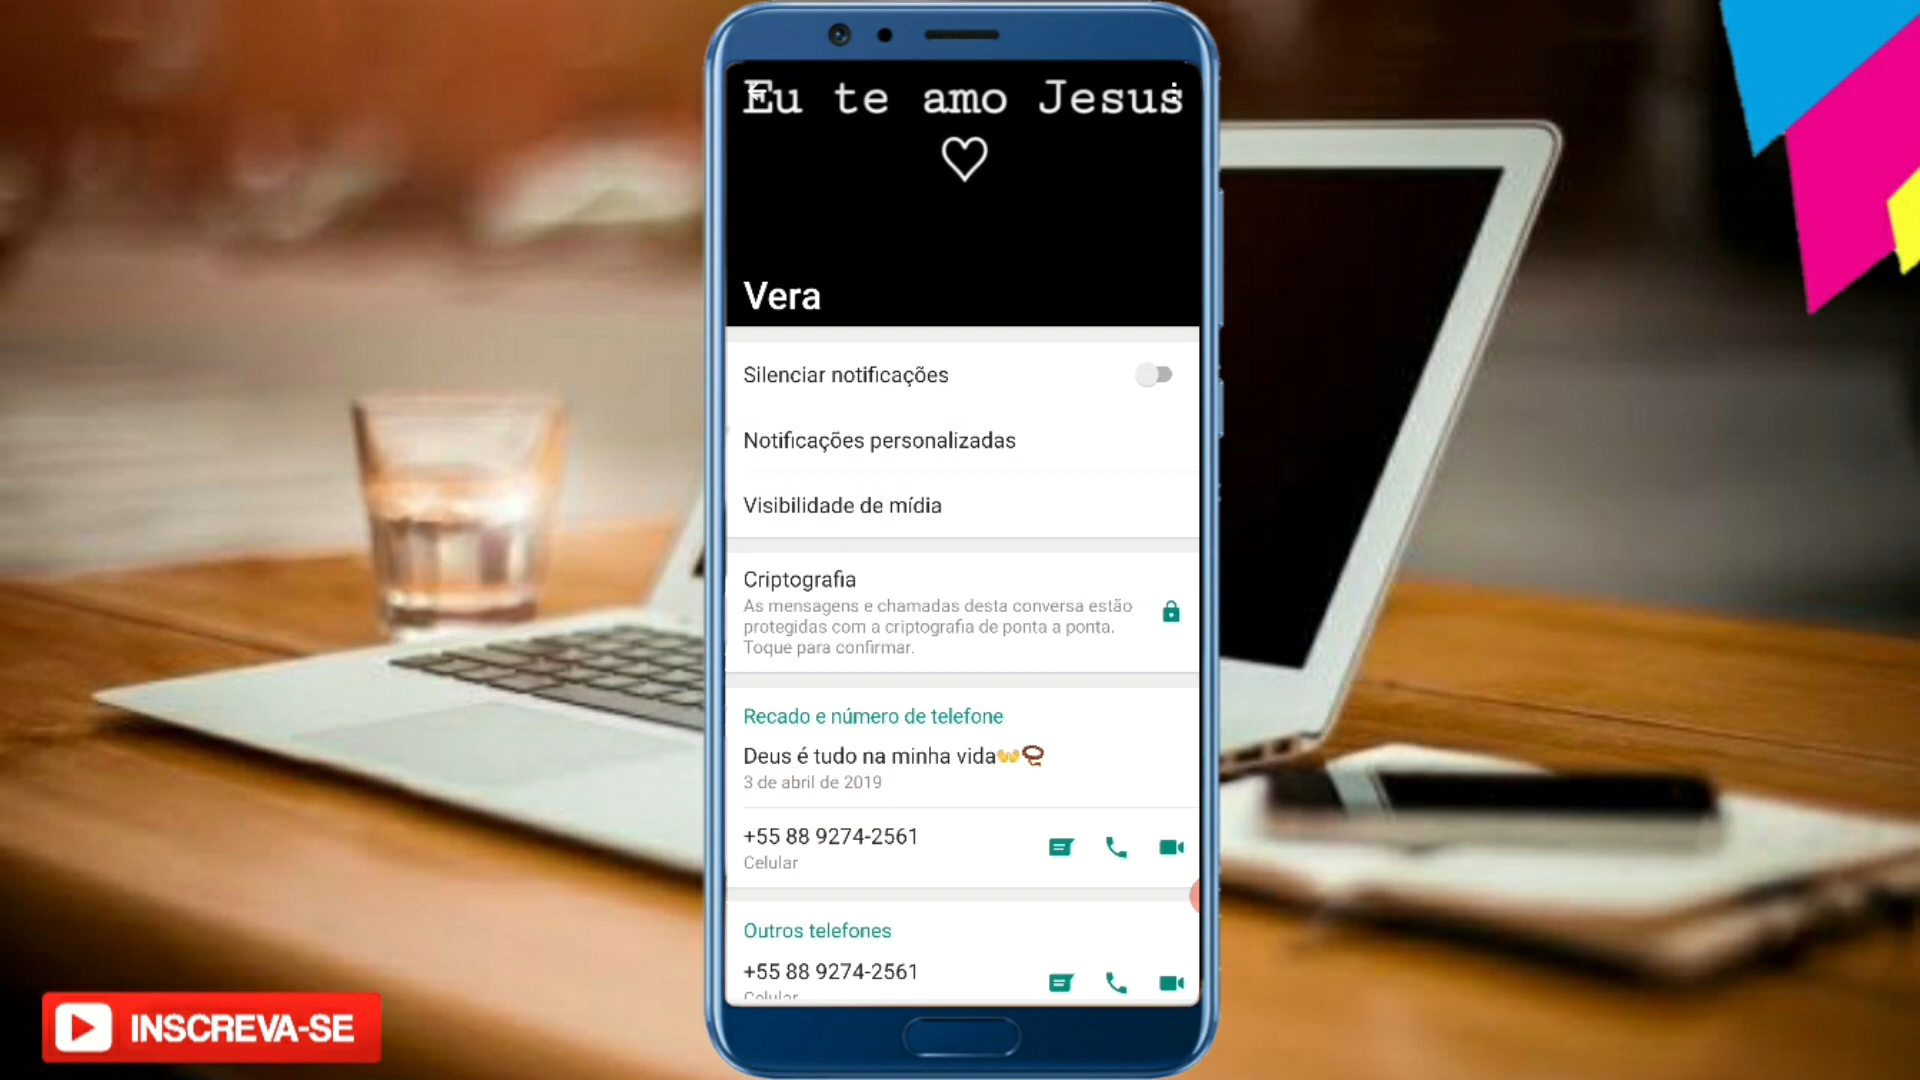 Eu te amo Jesus
♡
Vera
Silenciar notificações
Notificações personalizadas
Visibilidade de mídia
Criptografia
As mensagens e chamadas desta conversa estão
protegidas com a criptografia de ponta a ponta.
Toque para confirmar.
Recado e número de telefone
Deus é tudo na minha vida👐📿
3 de abril de 2019
+55 88 9274-2561
Celular
Outros telefones
+55 88 9274-2561
Celular
INSCREVA-SE